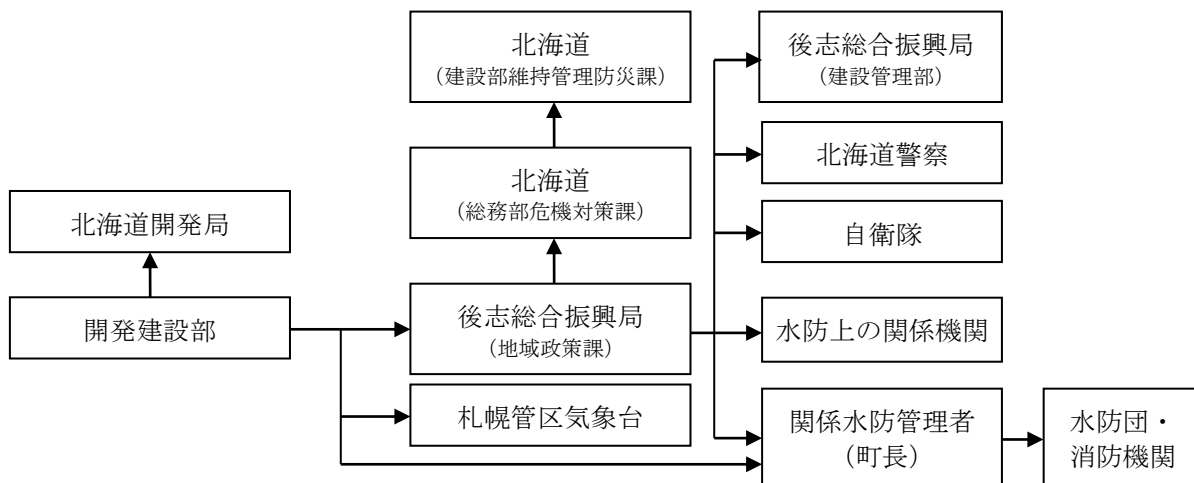 北海道
（建設部維持管理防災課）
後志総合振興局
（建設管理部）
北海道
（総務部危機対策課）
北海道警察
北海道開発局
自衛隊
開発建設部
後志総合振興局
（地域政策課）
水防上の関係機関
札幌管区気象台
関係水防管理者
（町長）
水防団・
消防機関